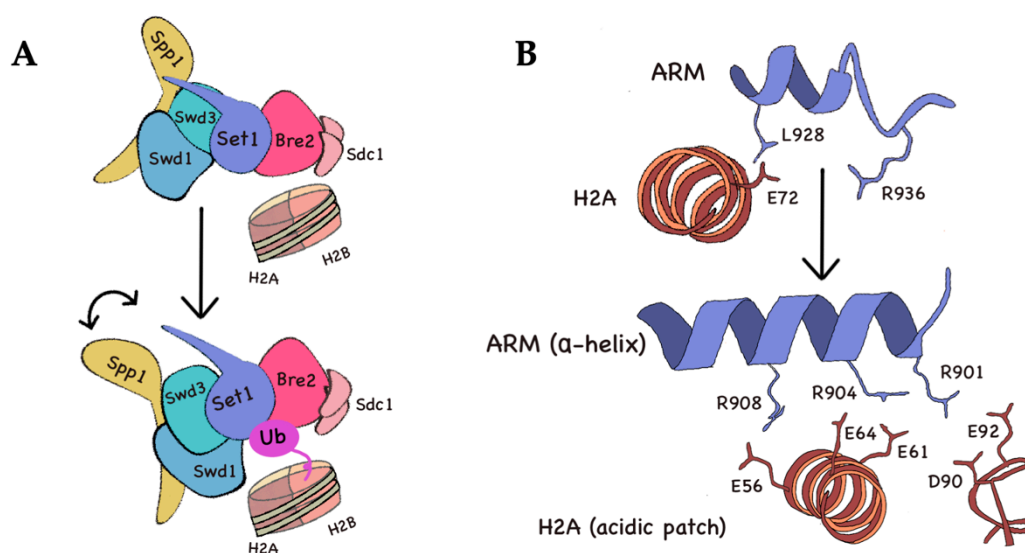 A
Spp1
Swd3
Set1
Bre2
Swd1
Sdc1
H2A
H2B
Spp1
Swd3
Set1
Bre2
Sdc1
Ub
Swd1
H2A
H2B
B
ARM
L928
H2A
E72
R936
ARM (α-helix)
R908
R904
R901
E64
E61
E92
E56
D90
H2A (acidic patch)